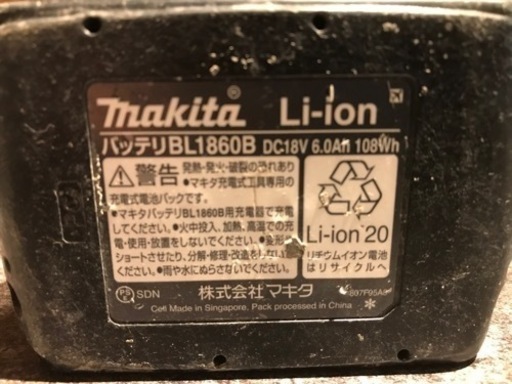 makita Li-ion
バッテリBL1860B DC18V 6.0Ah 108Wh
警告 発熱・発火・破裂の恐れあり
•マキタ充電式工具専用の
充電式電池パックです。
•マキタバッテリBL1860B用充電器で充電
してください。•火中投入、加熱、高温での充
電・使用・放置をしないでください。•変形や
ショートさせたり、分解・修理・改造をしない
でください。•雨や水にぬらさないでください。
Li-ion 20
リチウムイオン電池
はリサイクルへ
PS E SDN 株式会社マキタ
Cell Made in Singapore, Pack processed in China